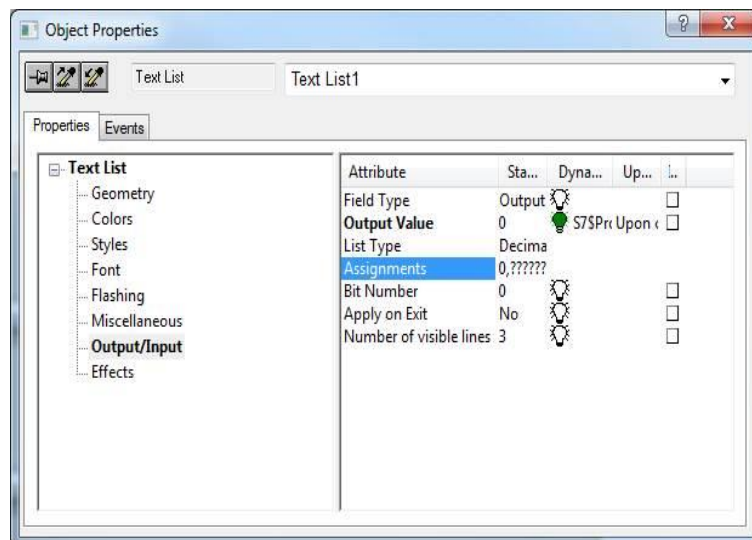 Object Properties
Text List
Text List1
Properties Events
Text List
Geometry
Colors
Styles
Font
Flashing
Miscellaneous
Output/Input
Effects
Attribute Sta... Dyna... Up... I..
Field Type Output
Output Value 0 S7$Pr Upon
List Type Decima
Assignments 0,??????
Bit Number 0
Apply on Exit No
Number of visible lines 3